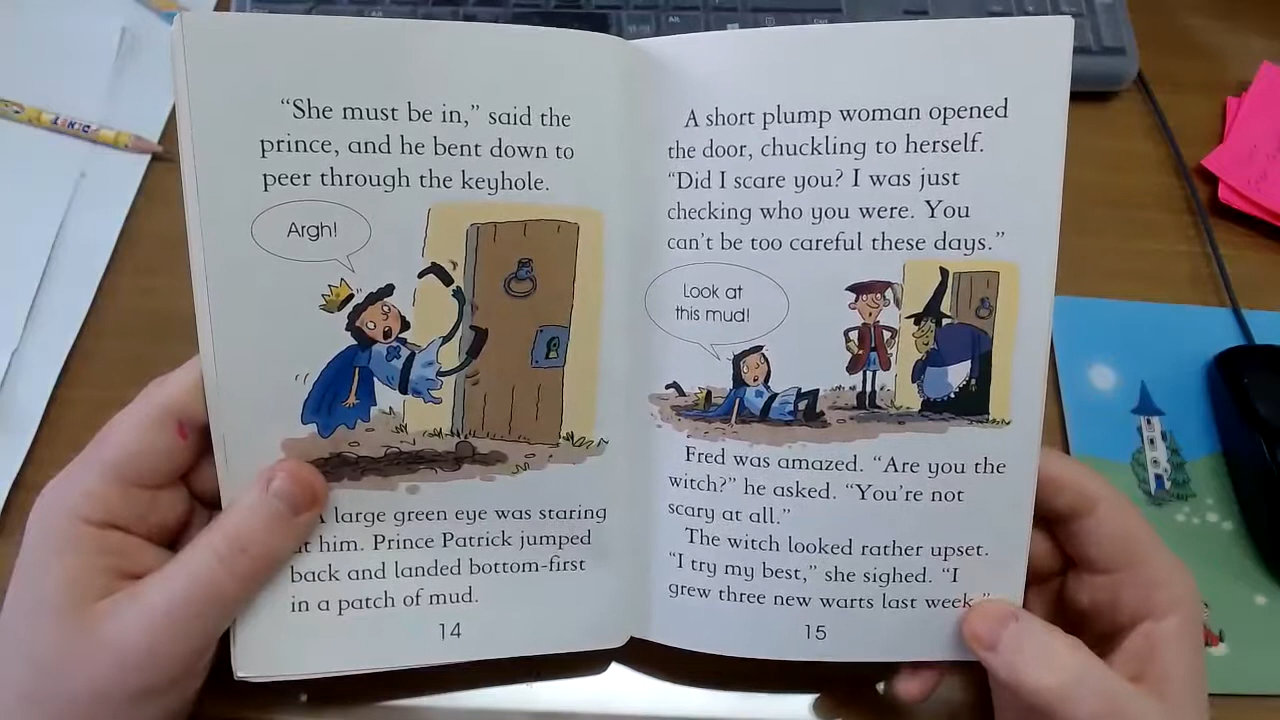 “She must be in,” said the
prince, and he bent down to
peer through the keyhole.
Argh!
large green eye was staring
him. Prince Patrick jumped
back and landed bottom-first
in a patch of mud.
14
A short plump woman opened
the door, chuckling to herself.
“Did I scare you? I was just
checking who you were. You
can’t be too careful these days.”
Look at
this mud!
Fred was amazed. “Are you the
witch?” he asked. “You’re not
scary at all.”
The witch looked rather upset.
“I try my best,” she sighed. “I
grew three new warts last week.”
15